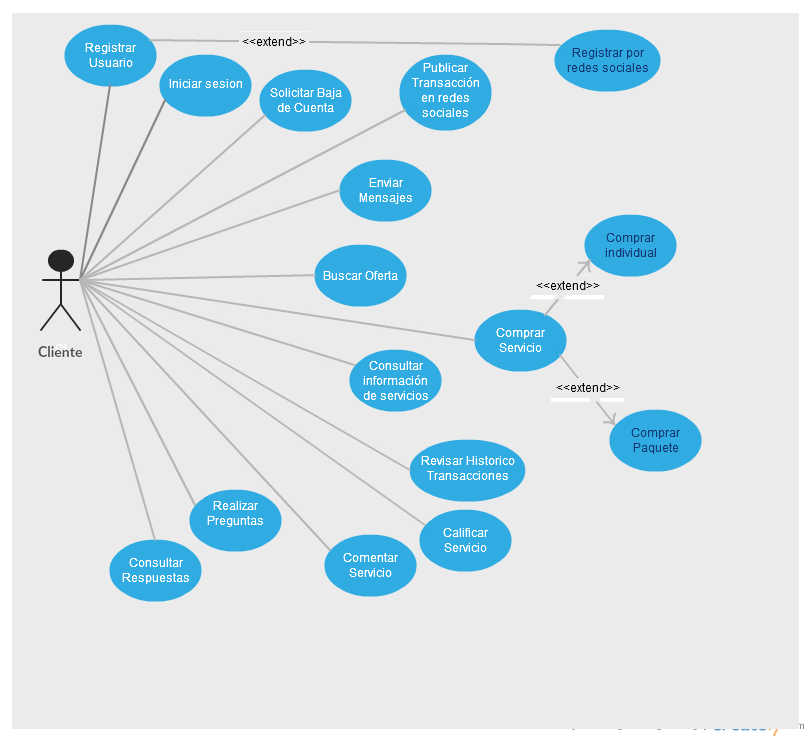 Registrar
Usuario
<<extend>>
Registrar por
redes sociales
Iniciar sesion
Solicitar Baja
de Cuenta
Publicar
Transacción
en redes
sociales
Enviar
Mensajes
Comprar
individual
Buscar Oferta
<<extend>>
Comprar
Servicio
Cliente
Consultar
información
de servicios
<<extend>>
Comprar
Paquete
Revisar Historico
Transacciones
Realizar
Preguntas
Calificar
Servicio
Consultar
Respuestas
Comentar
Servicio